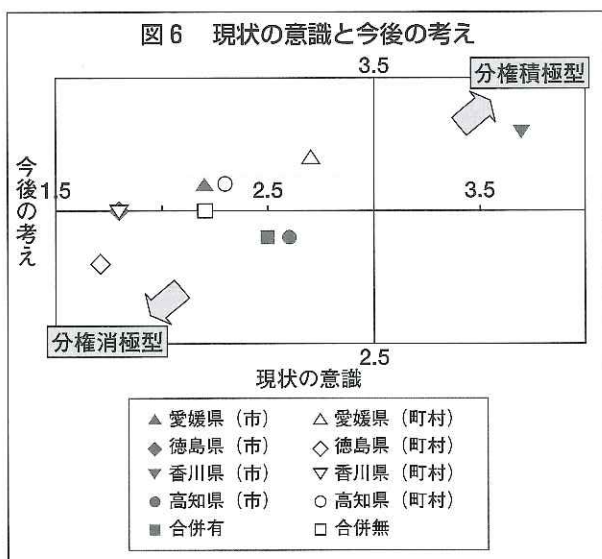 図6 現状の意識と今後の考え
3.5
分権積極型
今後の考え
1.5
2.5
3.5
分権消極型
2.5
現状の意識
▲ 愛媛県（市） △ 愛媛県（町村）
◆ 徳島県（市） ◇ 徳島県（町村）
▼ 香川県（市） ▽ 香川県（町村）
● 高知県（市） ○ 高知県（町村）
■ 合併有 □ 合併無